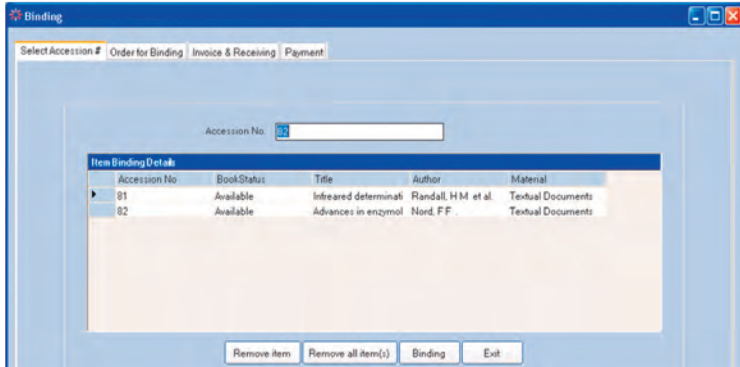 Binding
Select Accession # Order for Binding Invoice & Receiving Payment
Accession No. 82
Item Binding Details
Accession No BookStatus Title Author Material
81 Available Infreared determinati Randall, H M et al. Textual Documents
82 Available Advances in enzymol Nord, F F . Textual Documents
Remove item Remove all item(s) Binding Exit